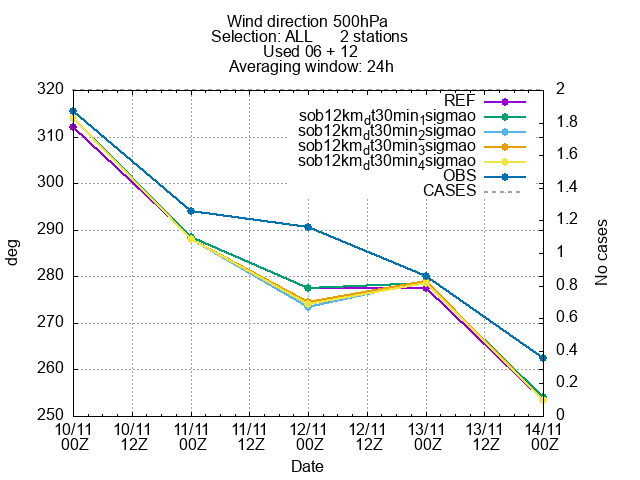 Wind direction 500hPa
Selection: ALL 2 stations
Used 06 + 12
Averaging window: 24h
320 2
REF
sob12km_dt30min_1sigmao
sob12km_dt30min_2sigmao
sob12km_dt30min_3sigmao
sob12km_dt30min_4sigmao
OBS
CASES
310
300
290
280
270
260
250
deg
1.8
1.6
1.4
1.2
1
0.8
0.6
0.4
0.2
0
No cases
10/11 10/11 11/11 11/11 12/11 12/11 13/11 13/11 14/11
00Z 12Z 00Z 12Z 00Z 12Z 00Z 12Z 00Z
Date